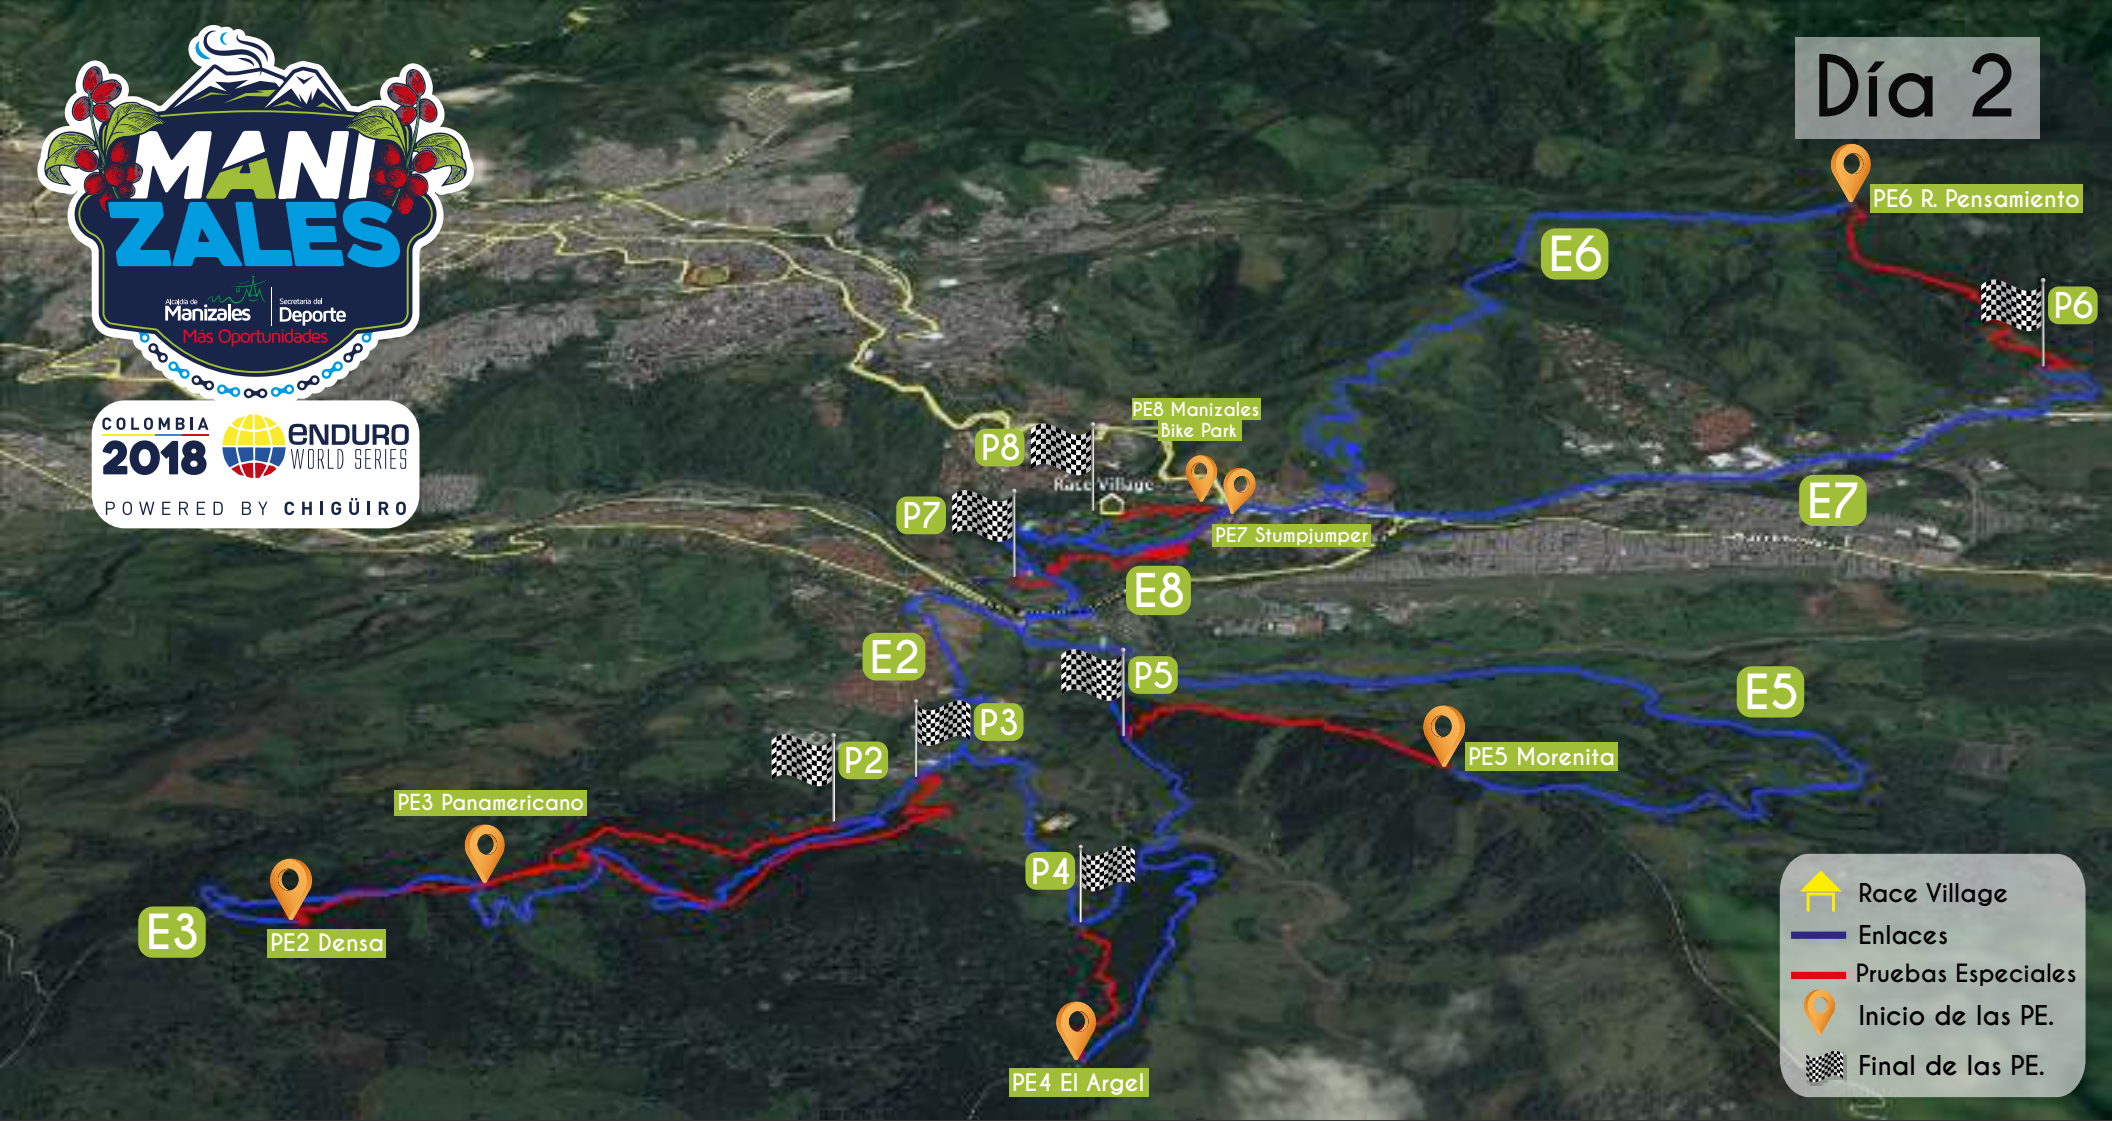 MANI
ZALES
Alcaldía de
Manizales
Secretaría del
Deporte
Más Oportunidades
COLOMBIA
2018
ENDURO
WORLD SERIES
POWERED BY CHIGÜIRO
Día 2
PE6 R. Pensamiento
E6
P6
PE8 Manizales
Bike Park
P8
Race Village
P7
PE7 Stumpjumper
E7
E8
E2
P5
E5
P3
PE5 Morenita
P2
PE3 Panamericano
P4
E3
PE2 Densa
PE4 El Argel
Race Village
Enlaces
Pruebas Especiales
Inicio de las PE.
Final de las PE.